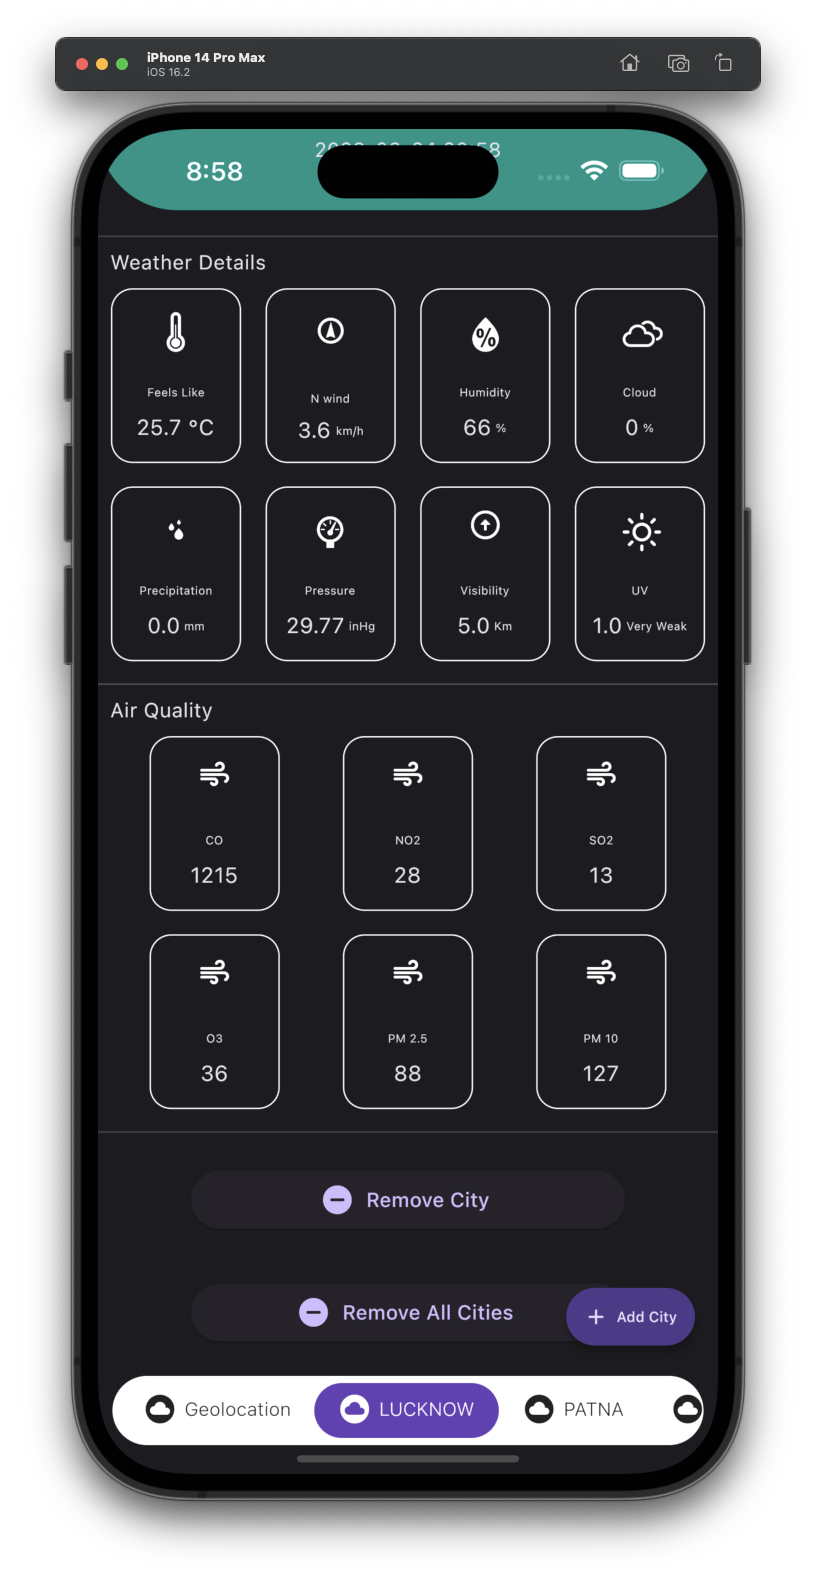 iPhone 14 Pro Max
iOS 16.2
8:58
Weather Details
Feels Like
25.7 °C
N wind
3.6 km/h
%
Humidity
66 %
Cloud
0 %
Precipitation
0.0 mm
Pressure
29.77 inHg
Visibility
5.0 Km
UV
1.0 Very Weak
Air Quality
CO
1215
NO2
28
SO2
13
O3
36
PM 2.5
88
PM 10
127
Remove City
Remove All Cities
+ Add City
Geolocation LUCKNOW PATNA